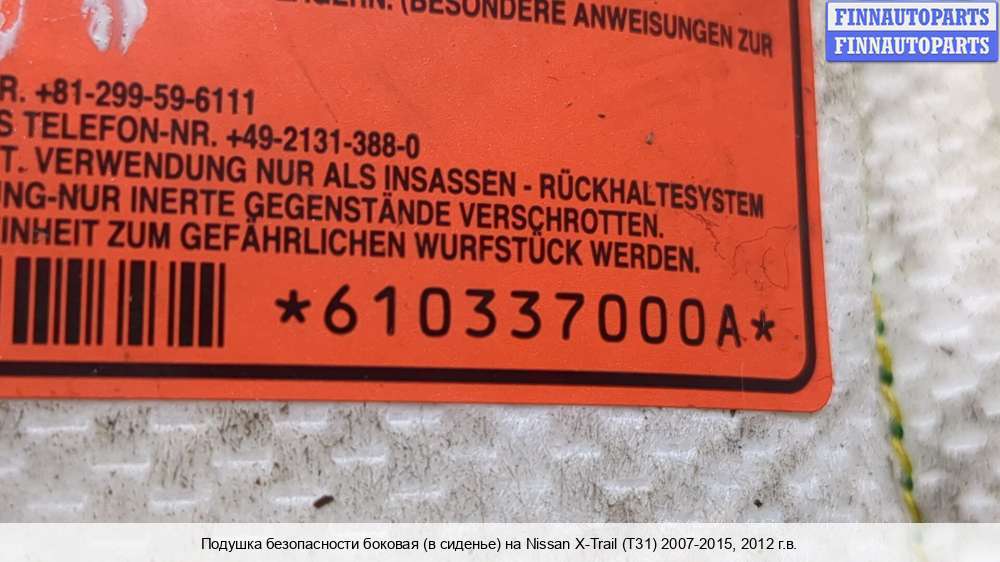 FINNAUTOPARTS
FINNAUTOPARTS
(BESONDERE ANWEISUNGEN ZUR
R. +81-299-59-6111
S TELEFON-NR. +49-2131-388-0
T. VERWENDUNG NUR ALS INSASSEN - RÜCKHALTESYSTEM
NG-NUR INERTE GEGENSTÄNDE VERSCHROTTEN.
INHEIT ZUM GEFÄHRLICHEN WURFSTÜCK WERDEN.
*610337000A*
Подушка безопасности боковая (в сиденье) на Nissan X-Trail (T31) 2007-2015, 2012 г.в.